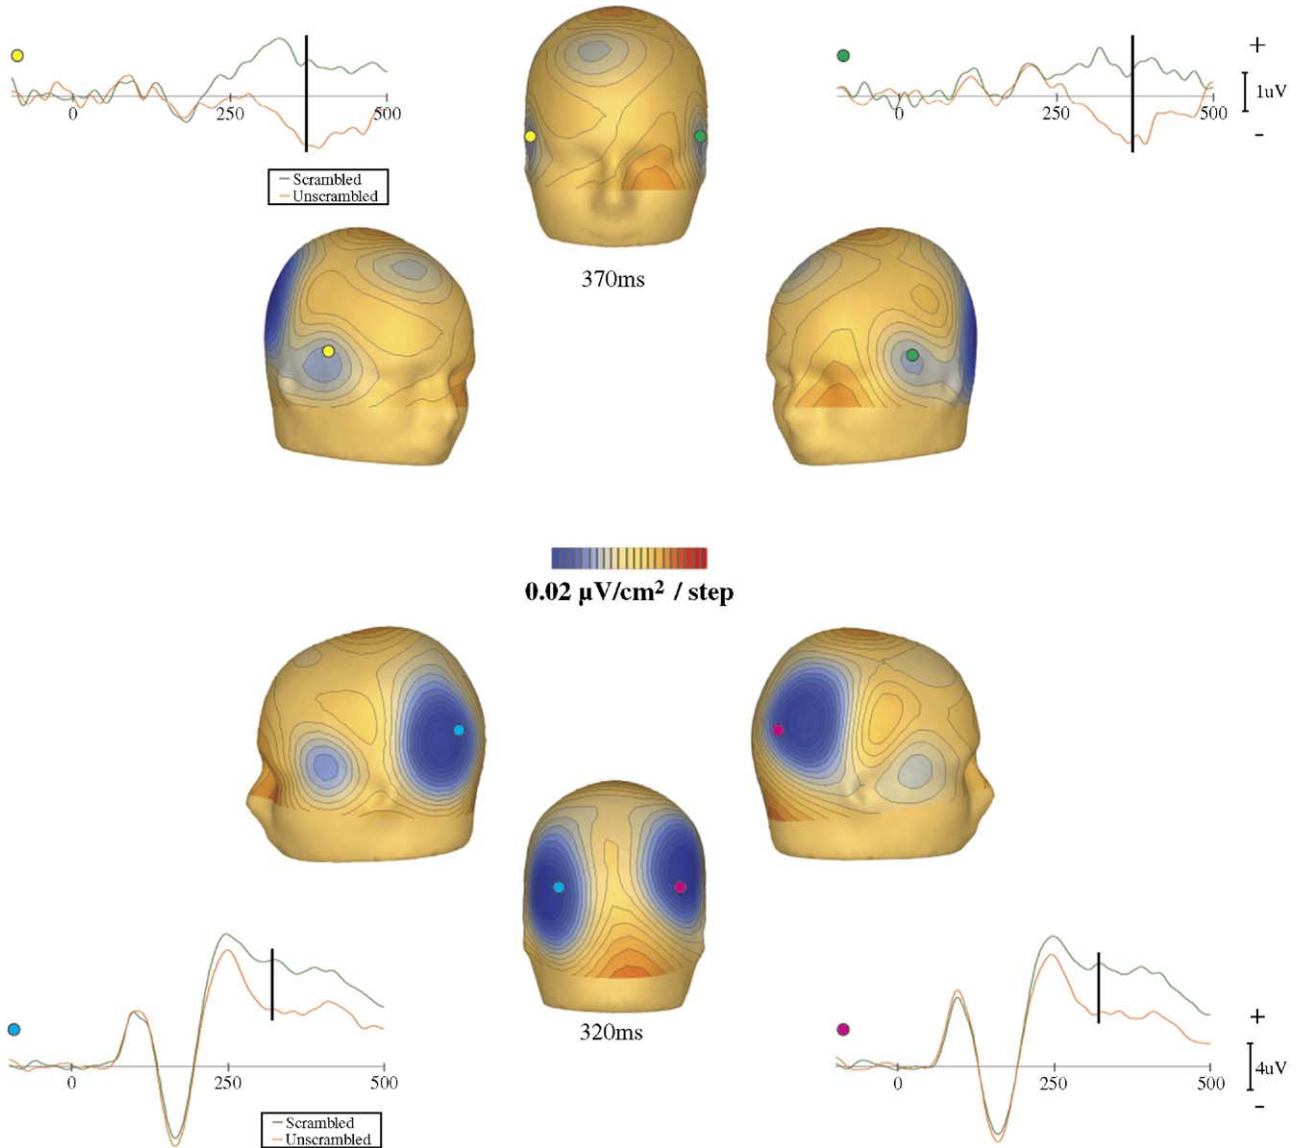 +
1uV
-
0 250 500
0 250 500
Scrambled
Unscrambled
370ms
0.02 µV/cm² / step
320ms
+
4uV
-
0 250 500
0 250 500
Scrambled
Unscrambled